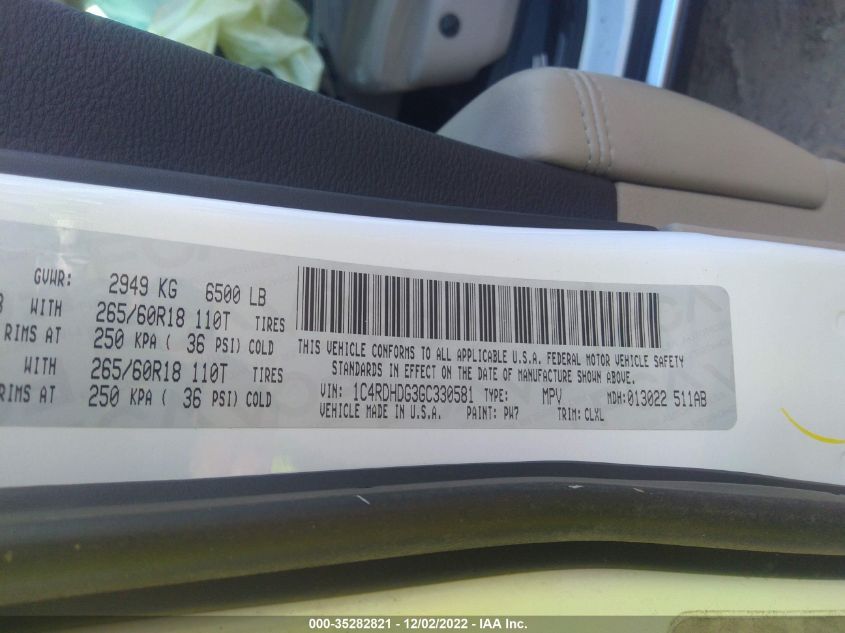 GVWR: 2949 KG 6500 LB
WITH 265/60R18 110T TIRES
RIMS AT 250 KPA ( 36 PSI) COLD
WITH 265/60R18 110T TIRES
RIMS AT 250 KPA ( 36 PSI) COLD
THIS VEHICLE CONFORMS TO ALL APPLICABLE U.S.A. FEDERAL MOTOR VEHICLE SAFETY
STANDARDS IN EFFECT ON THE DATE OF MANUFACTURE SHOWN ABOVE.
VIN: 1C4RDHDG3GC330581 TYPE: MPV MDH:013022 511AB
VEHICLE MADE IN U.S.A. PAINT: PW7 TRIM: CLXL
000-35282821 - 12/02/2022 - IAA Inc.